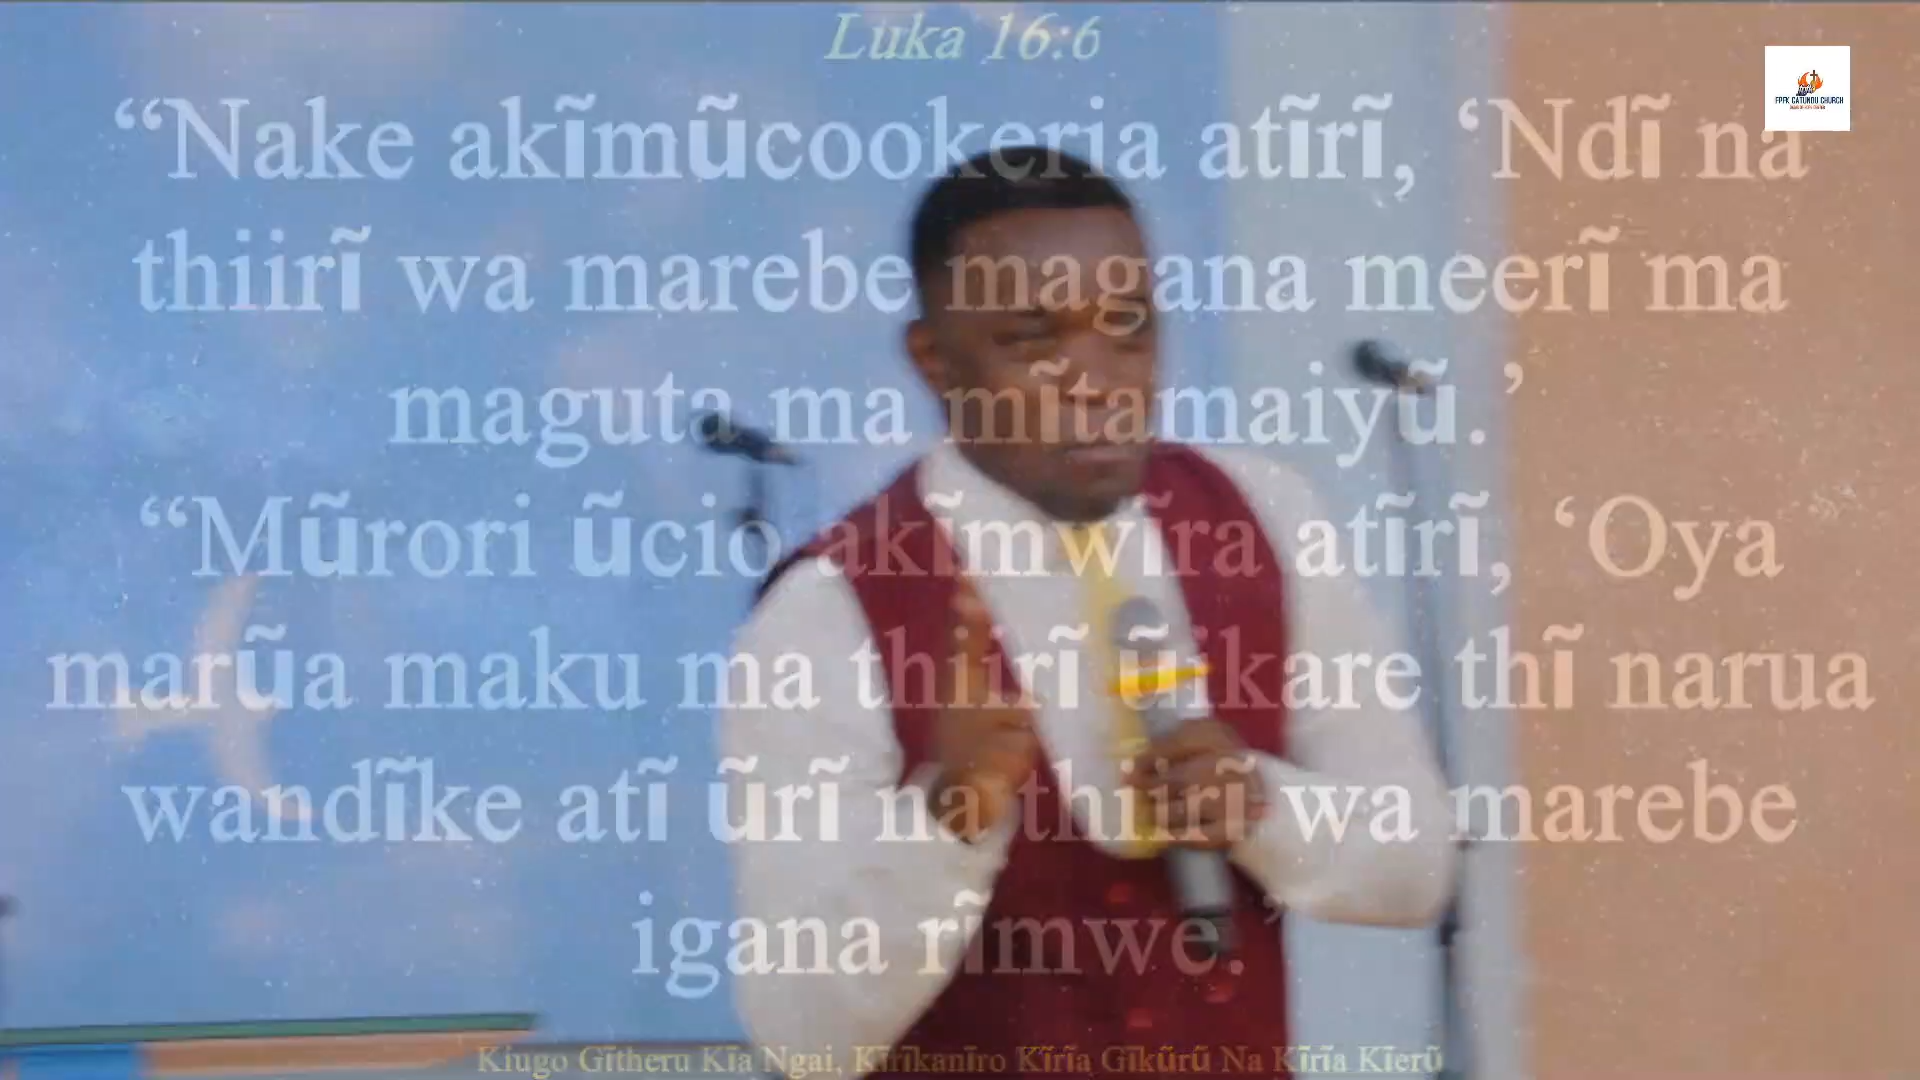 Luka 16:6
“Nake akĩmũcookeria atĩrĩ, ‘Ndĩ na
thiirĩ wa marebe magana meerĩ ma
maguta ma mĩtamaiyũ.’
“Mũrori ũcio akĩmwĩra atĩrĩ, ‘Oya
marũa maku ma thiirĩ ũikare thĩ narua
wandĩke atĩ ũrĩ na thiirĩ wa marebe
igana rĩmwe.’
Kiugo Gĩtheru Kĩa Ngai, Kĩrĩkanĩro Kĩrĩa Gĩkũrũ Na Kĩrĩa Kĩerũ
FPFK GATUNDU CHURCH